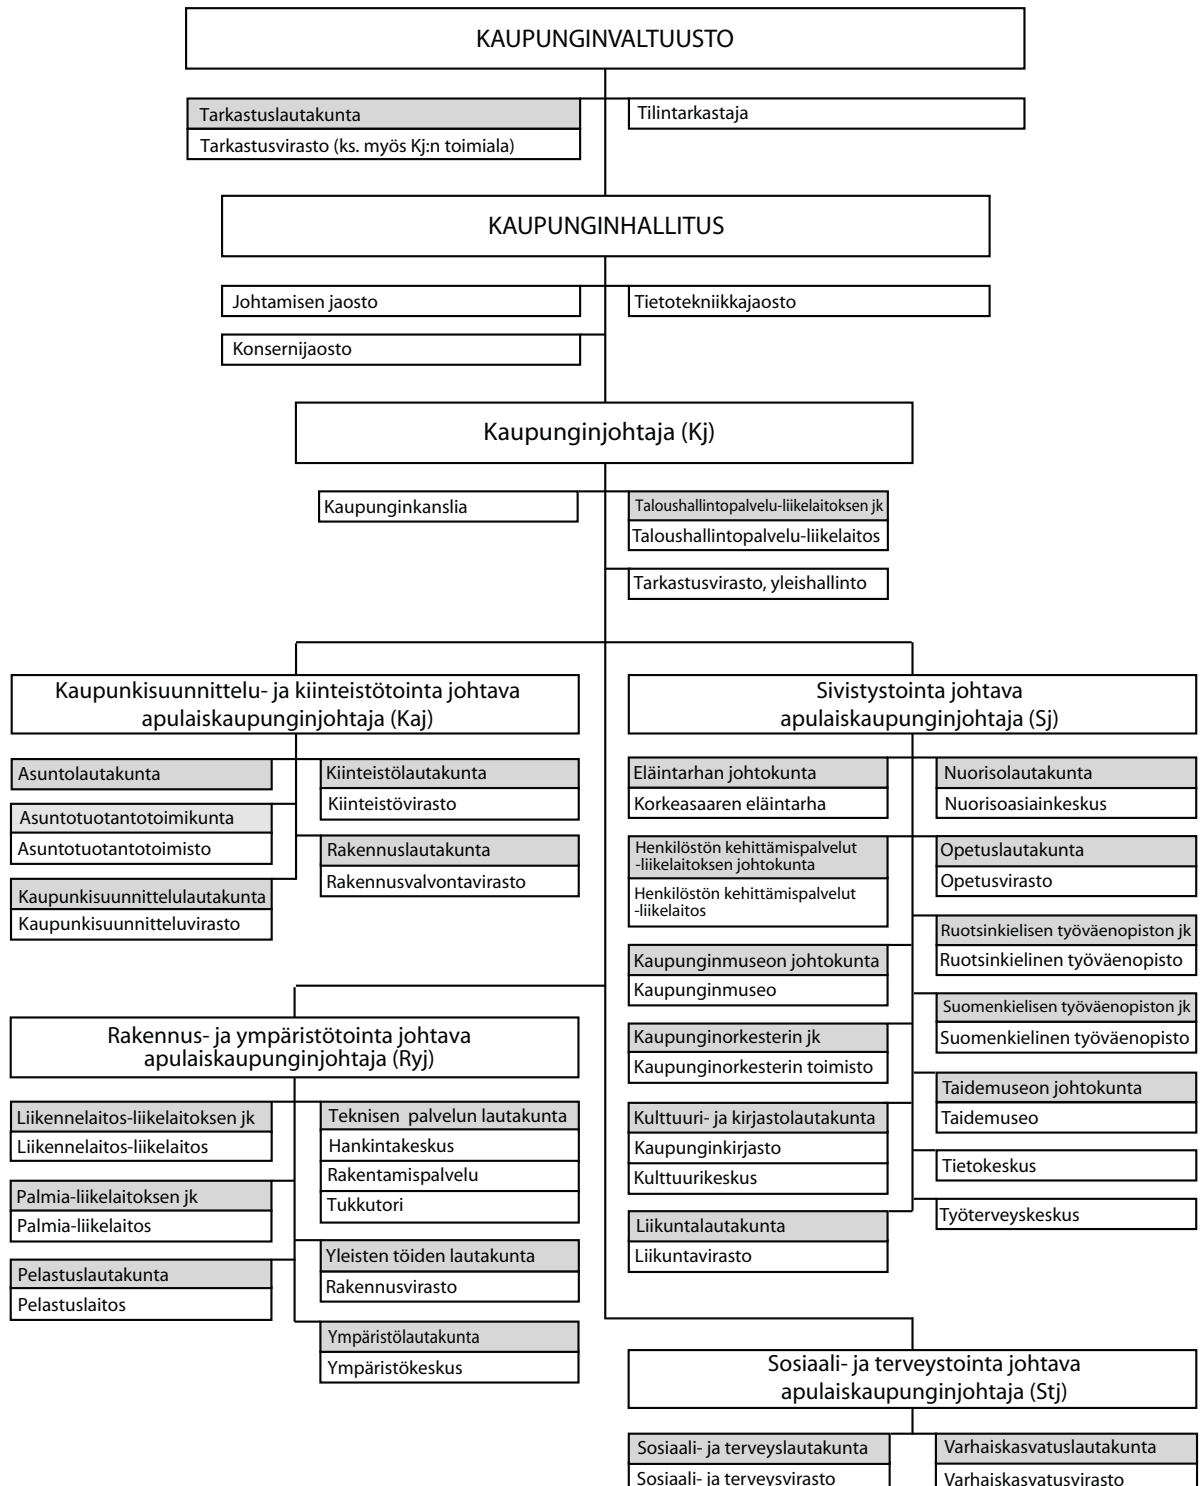 KAUPUNGINVALTUUSTO
Tarkastuslautakunta
Tarkastusvirasto (ks. myös Kj:n toimiala)
Tilintarkastaja
KAUPUNGINHALLITUS
Johtamisen jaosto
Tietotekniikkajaosto
Konsernijaosto
Kaupunginjohtaja (Kj)
Kaupunginkanslia
Taloushallintopalvelu-liikelaitoksen jk
Taloushallintopalvelu-liikelaitos
Tarkastusvirasto, yleishallinto
Kaupunkisuunnittelu- ja kiinteistötointa johtava
apulaiskaupunginjohtaja (Kaj)
Asuntolautakunta
Asuntotuotantotoimikunta
Asuntotuotantotoimisto
Kaupunkisuunnittelulautakunta
Kaupunkisuunnitteluvirasto
Kiinteistölautakunta
Kiinteistövirasto
Rakennuslautakunta
Rakennusvalvontavirasto
Sivistystointa johtava
apulaiskaupunginjohtaja (Sj)
Eläintarhan johtokunta
Korkeasaaren eläintarha
Henkilöstön kehittämispalvelut
-liikelaitoksen johtokunta
Henkilöstön kehittämispalvelut
-liikelaitos
Kaupunginmuseon johtokunta
Kaupunginmuseo
Kaupunginorkesterin jk
Kaupunginorkesterin toimisto
Kulttuuri- ja kirjastolautakunta
Kaupunginkirjasto
Kulttuurikeskus
Liikuntalautakunta
Liikuntavirasto
Nuorisolautakunta
Nuorisoasiainkeskus
Opetuslautakunta
Opetusvirasto
Ruotsinkielisen työväenopiston jk
Ruotsinkielinen työväenopisto
Suomenkielisen työväenopiston jk
Suomenkielinen työväenopisto
Taidemuseon johtokunta
Taidemuseo
Tietokeskus
Työterveyskeskus
Rakennus- ja ympäristötointa johtava
apulaiskaupunginjohtaja (Ryj)
Liikennelaitos-liikelaitoksen jk
Liikennelaitos-liikelaitos
Palmia-liikelaitoksen jk
Palmia-liikelaitos
Pelastuslautakunta
Pelastuslaitos
Teknisen palvelun lautakunta
Hankintakeskus
Rakentamispalvelu
Tukkutori
Yleisten töiden lautakunta
Rakennusvirasto
Ympäristölautakunta
Ympäristökeskus
Sosiaali- ja terveystointa johtava
apulaiskaupunginjohtaja (Stj)
Sosiaali- ja terveyslautakunta
Sosiaali- ja terveysvirasto
Varhaiskasvatuslautakunta
Varhaiskasvatusvirasto